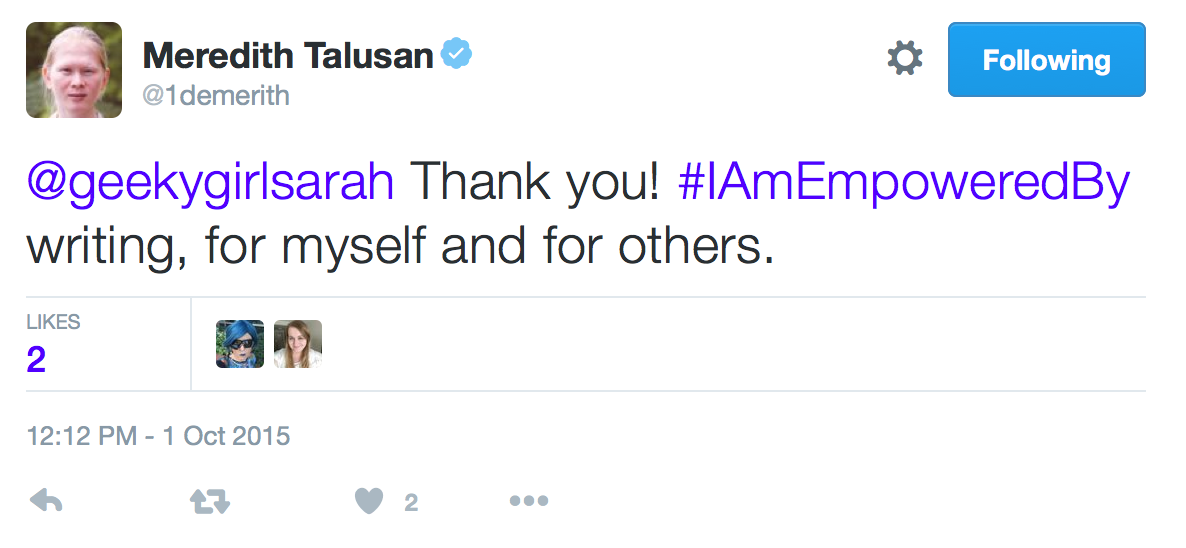 Meredith Talusan
@1demerith
Following
@geekygirlsarah Thank you! #IAmEmpoweredBy
writing, for myself and for others.
LIKES
2
12:12 PM - 1 Oct 2015
2